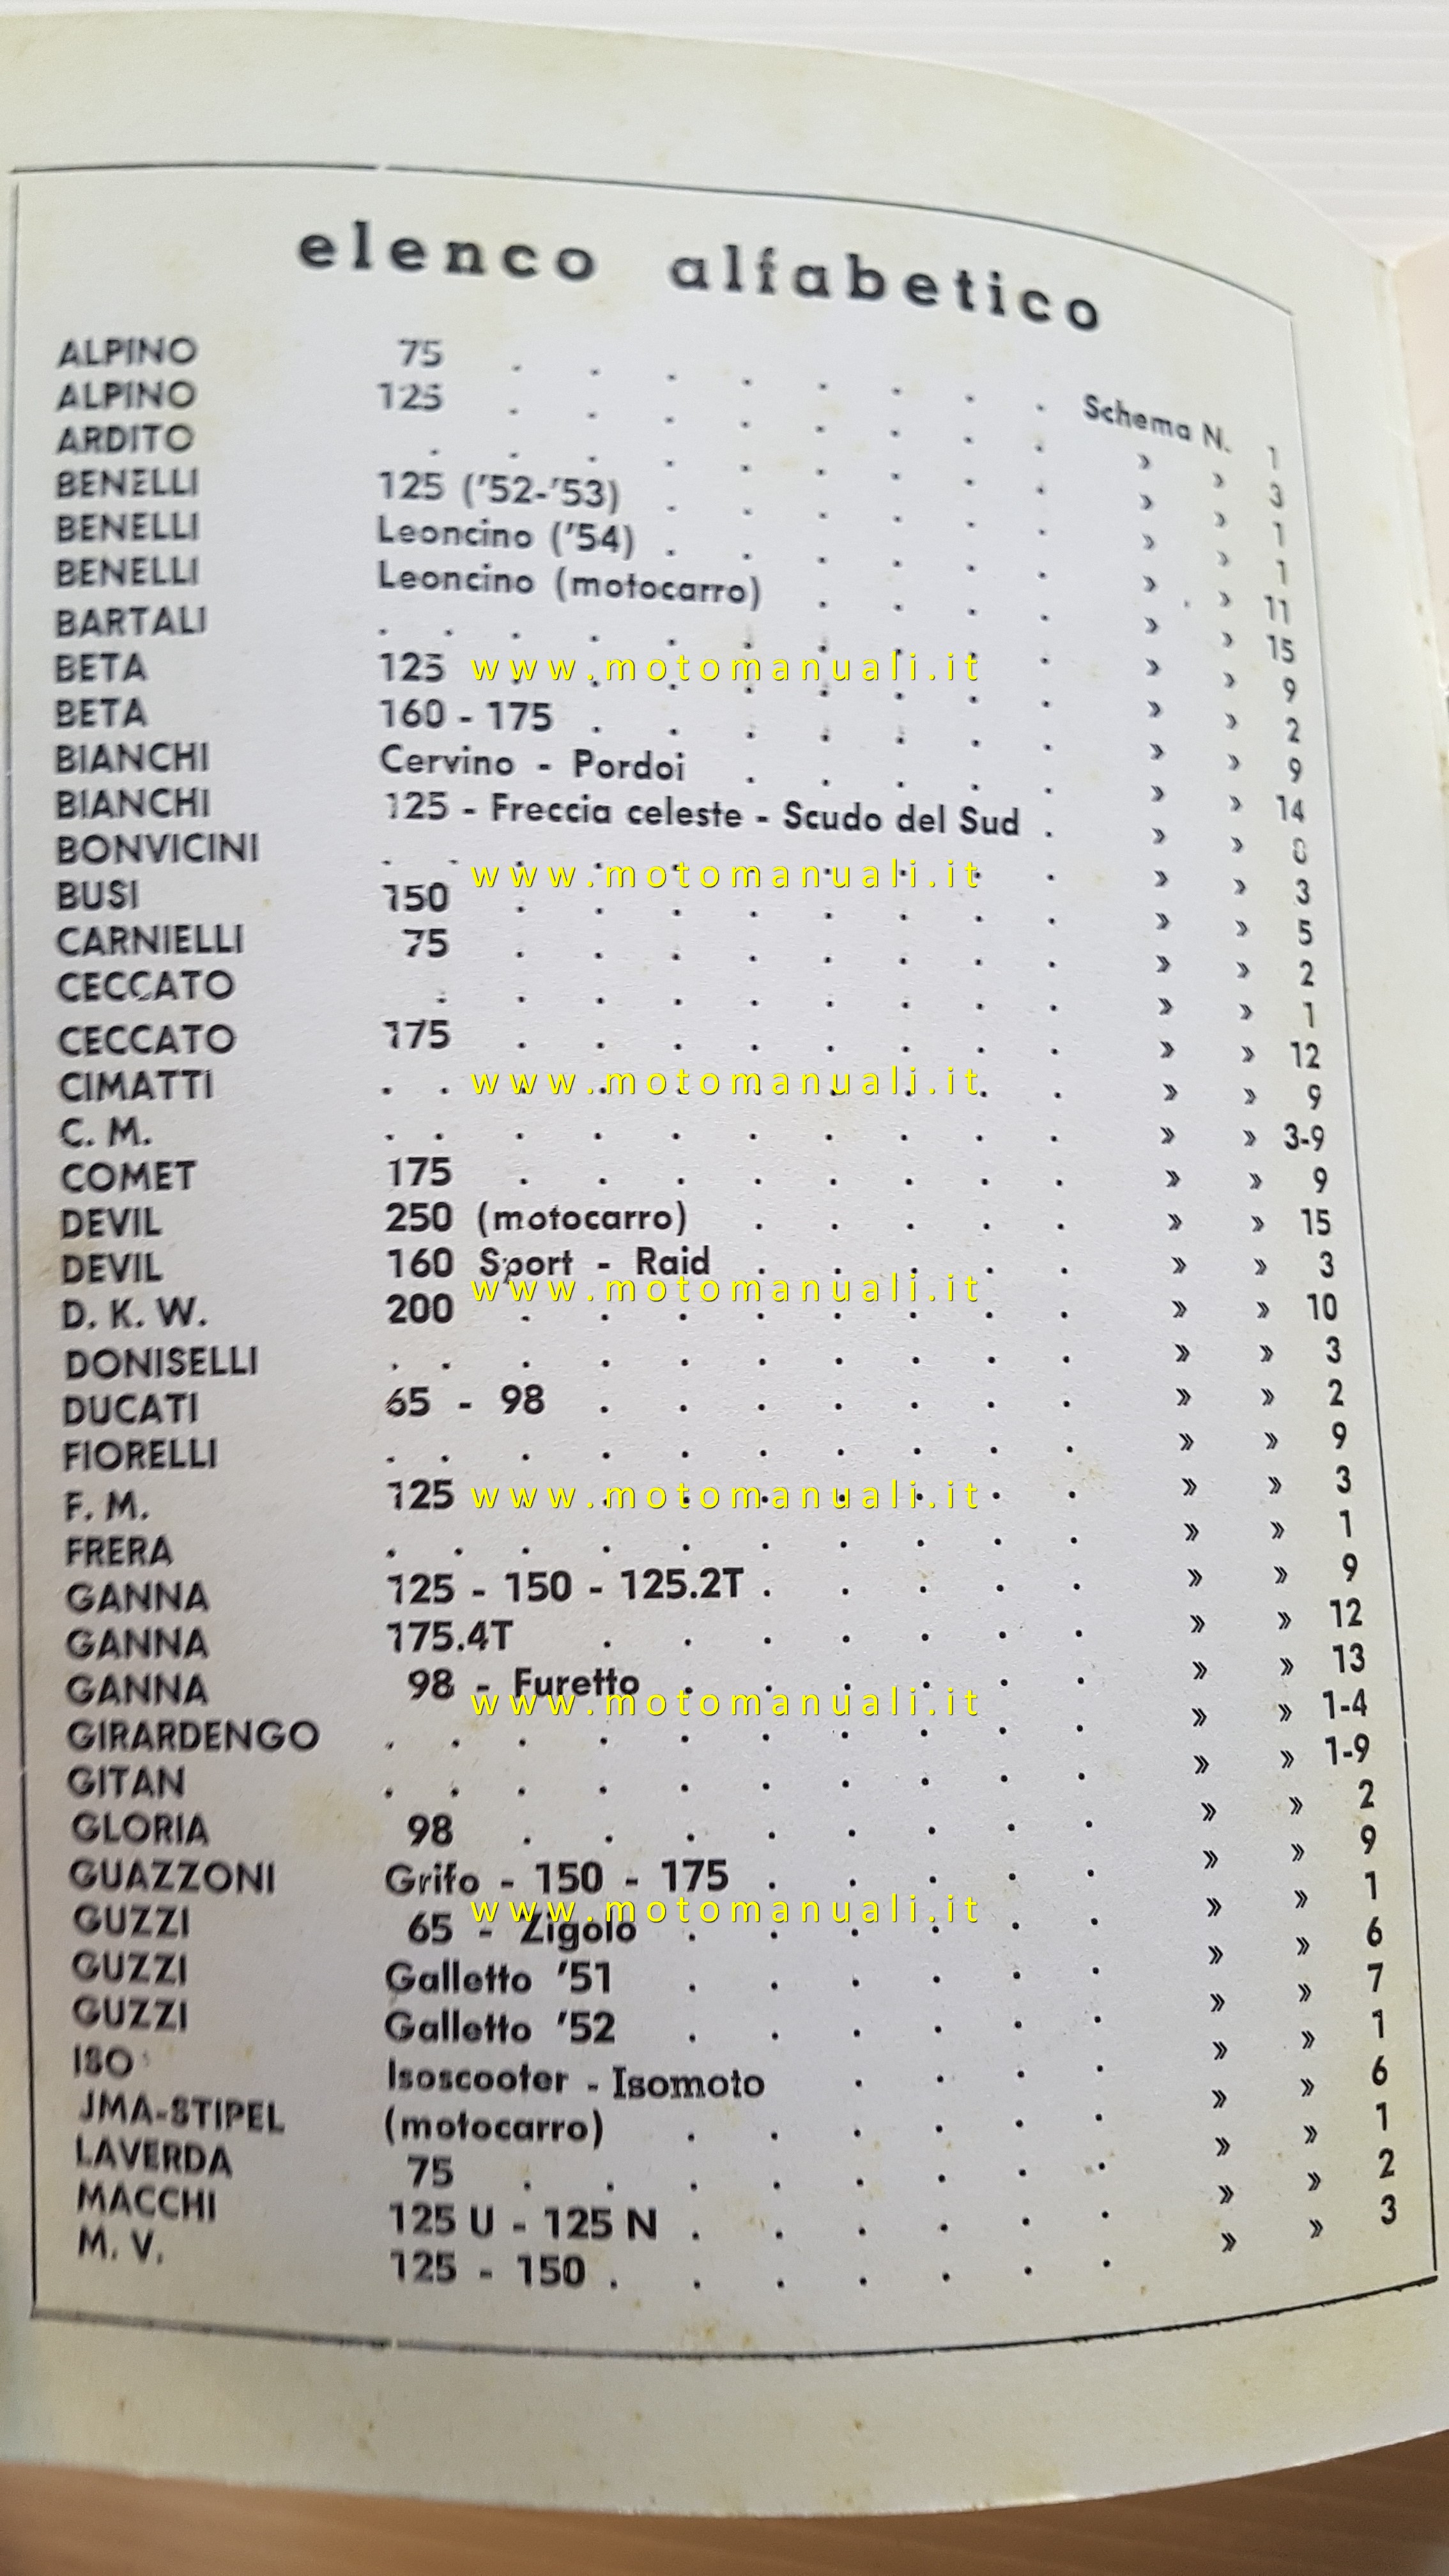 elenco alfabetico
ALPINO 75 . . . . . . . . Schema N. 1
ALPINO 125 . . . . . . . . » » 3
ARDITO . . . . . . . . . » » 1
BENELLI 125 ('52-'53) . . . . . . » » 1
BENELLI Leoncino ('54) . . . . . . » » 11
BENELLI Leoncino (motocarro) . . . . » » 15
BARTALI . . . . . . . . . . » » 9
www.motomanuali.it
BETA 125 . . . . . . . . » » 2
BETA 160 - 175 . . . . . . . » » 9
BIANCHI Cervino - Pordoi . . . . . » » 14
BIANCHI 125 - Freccia celeste - Scudo del Sud . » »
BONVICINI . . . . . . . . . . » » 3
www.motomanuali.it
BUSI 150 . . . . . . . . » » 5
CARNIELLI 75 . . . . . . . . » » 2
CECCATO . . . . . . . . . » » 1
CECCATO 175 . . . . . . . . » » 12
CIMATTI . . . . . . . . . . » » 9
www.motomanuali.it
C. M. . . . . . . . . . . » » 3-9
COMET 175 . . . . . . . . » » 9
DEVIL 250 (motocarro) . . . . . » » 15
DEVIL 160 Sport - Raid . . . . . » » 3
www.motomanuali.it
D. K. W. 200 . . . . . . . . » » 10
DONISELLI . . . . . . . . . . » » 3
DUCATI 65 - 98 . . . . . . . » » 2
FIORELLI . . . . . . . . . . » » 9
F. M. 125 . . . . . . . . » » 3
www.motomanuali.it
FRERA . . . . . . . . . . » » 1
GANNA 125 - 150 - 125.2T . . . . . » » 9
GANNA 175.4T . . . . . . . » » 12
GANNA 98 - Furetto . . . . . . » » 13
www.motomanuali.it
GIRARDENGO . . . . . . . . . . » » 1-4
GITAN . . . . . . . . . . » » 1-9
GLORIA 98 . . . . . . . . » » 2
GUAZZONI Grifo - 150 - 175 . . . . . » » 9
GUZZI 65 - Zigolo . . . . . . » » 1
www.motomanuali.it
GUZZI Galletto '51 . . . . . . » » 6
GUZZI Galletto '52 . . . . . . » » 7
ISO Isoscooter - Isomoto . . . . » » 1
JMA-STIPEL (motocarro) . . . . . . » » 6
LAVERDA 75 . . . . . . . . » » 1
MACCHI 125 U - 125 N . . . . . . » » 2
M. V. 125 - 150 . . . . . . . » » 3